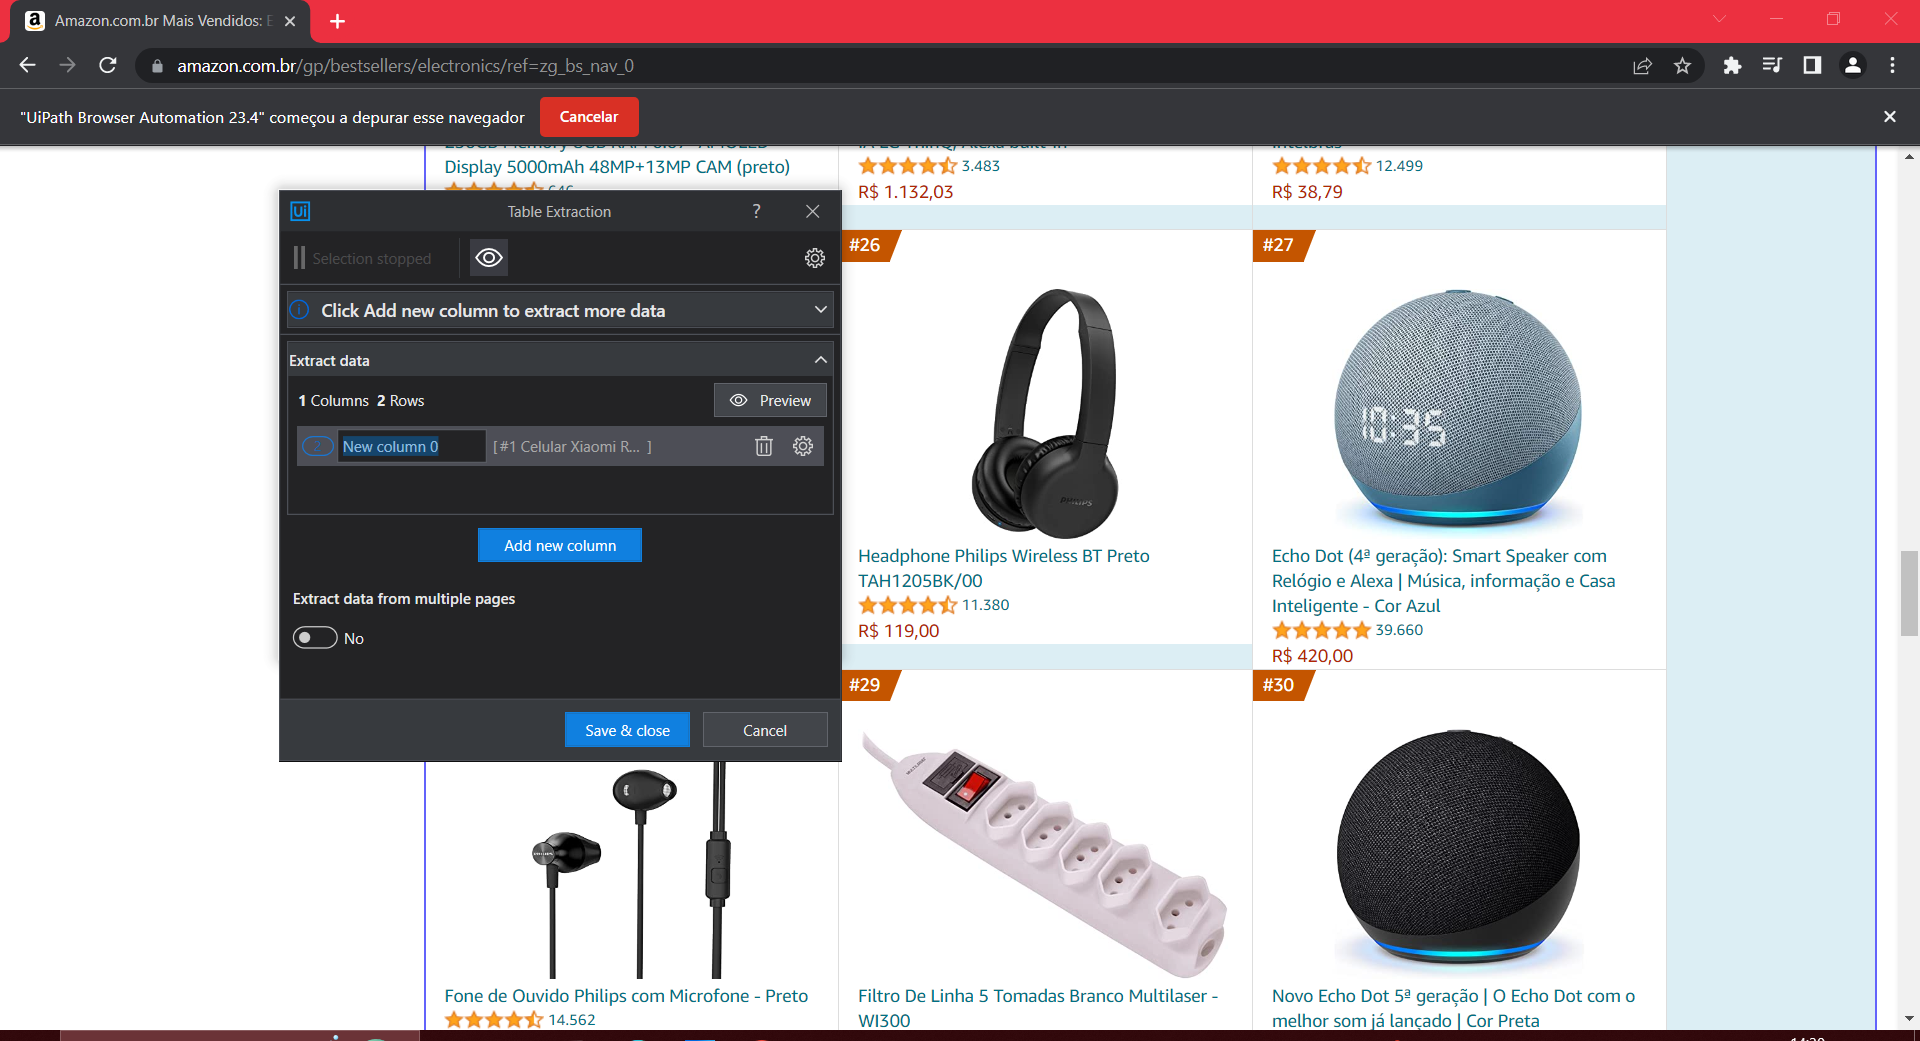 Amazon.com.br Mais Vendidos: E
amazon.com.br/gp/bestsellers/electronics/ref=zg_bs_nav_0
"UiPath Browser Automation 23.4" começou a depurar esse navegador
Cancelar
Display 5000mAh 48MP+13MP CAM (preto)
3.483
R$ 1.132,03
12.499
R$ 38,79
Ui
Table Extraction
?
Selection stopped
Click Add new column to extract more data
Extract data
1 Columns 2 Rows
Preview
2
New column 0
[ #1 Celular Xiaomi R... ]
Add new column
Extract data from multiple pages
No
Save & close
Cancel
#26
10:35
PHILIPS
Headphone Philips Wireless BT Preto
TAH1205BK/00
11.380
R$ 119,00
#27
Echo Dot (4ª geração): Smart Speaker com
Relógio e Alexa | Música, informação e Casa
Inteligente - Cor Azul
39.660
R$ 420,00
Fone de Ouvido Philips com Microfone - Preto
14.562
#29
Filtro De Linha 5 Tomadas Branco Multilaser -
WI300
#30
Novo Echo Dot 5ª geração | O Echo Dot com o
melhor som já lançado | Cor Preta